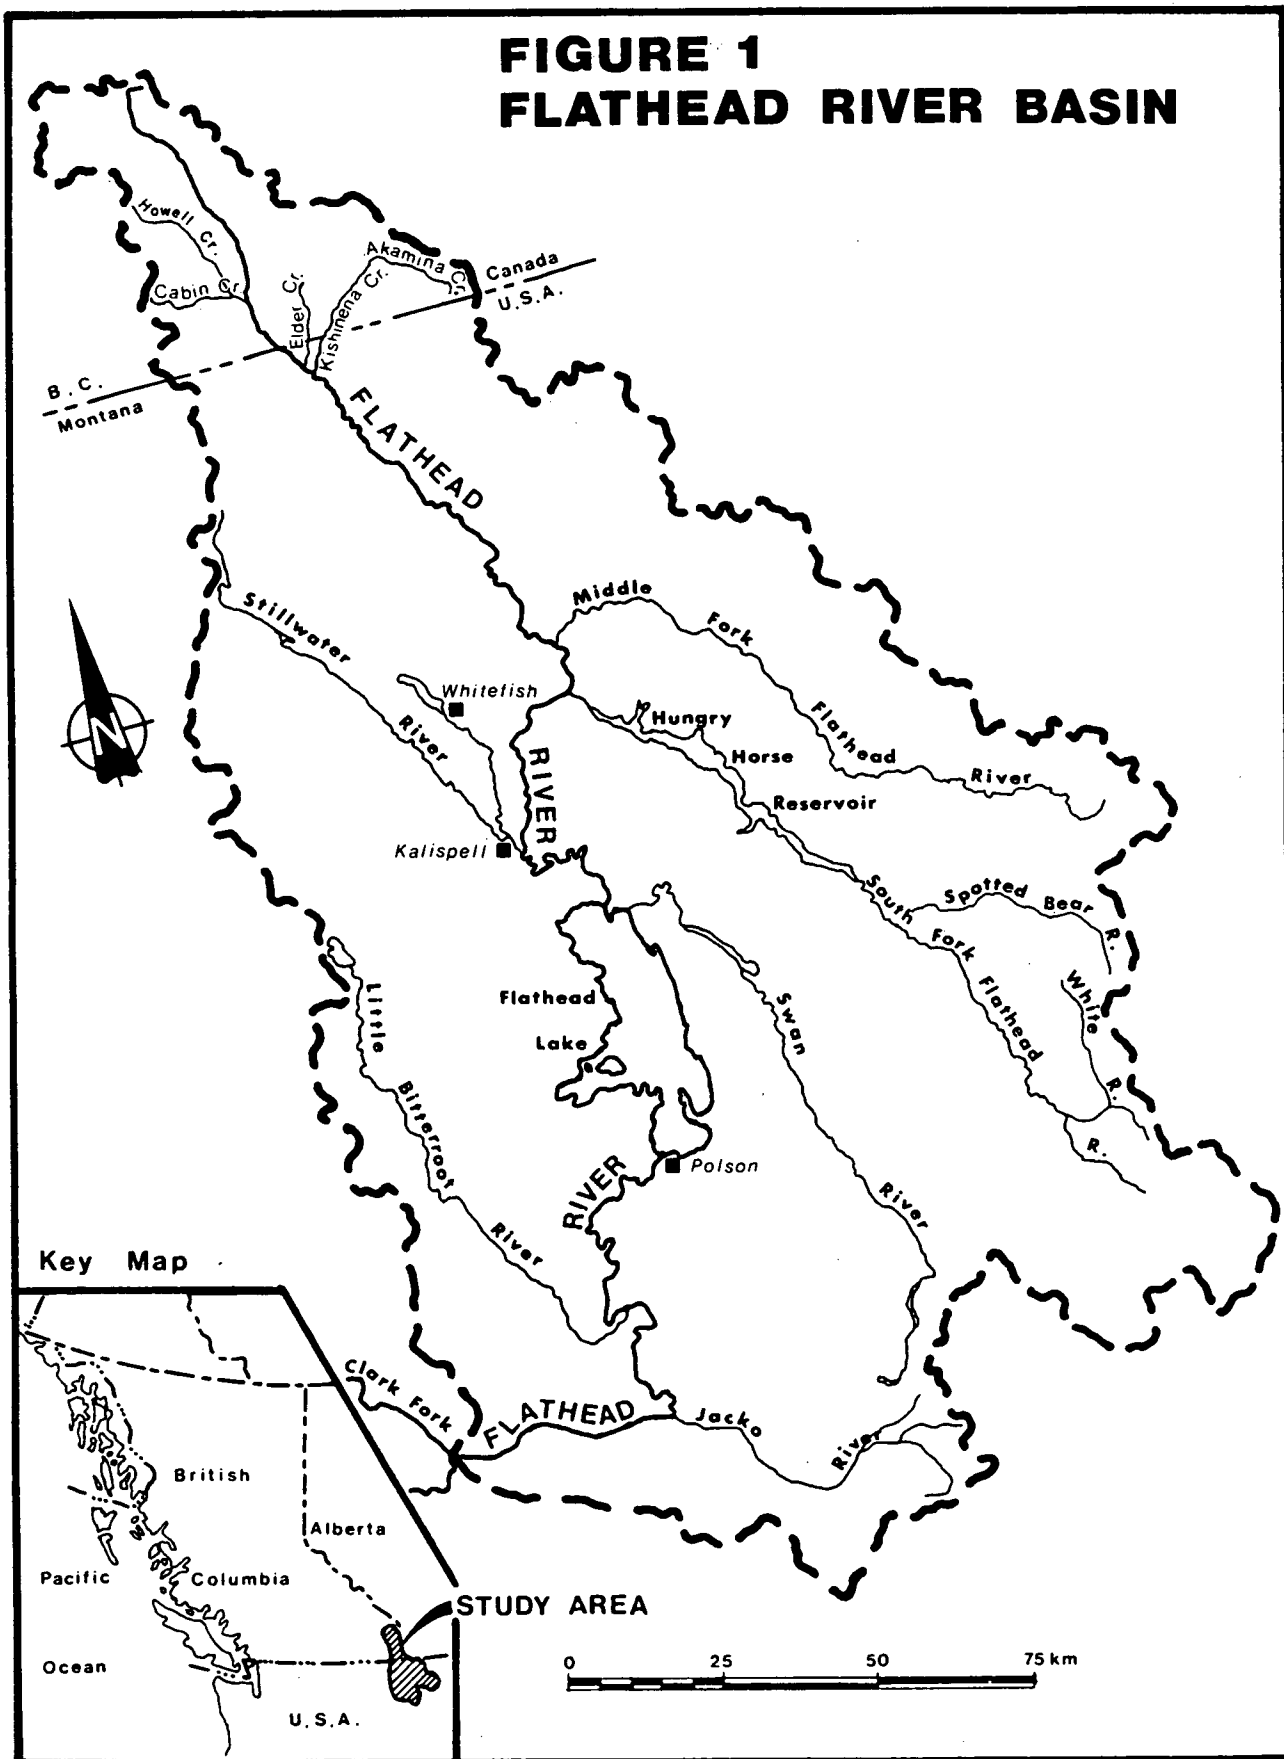 FIGURE 1
FLATHEAD RIVER BASIN
Howell Cr.
Cabin Cr.
Elder Cr.
Kishinena Cr.
Akamina Cr.
Canada
U.S.A.
B.C.
Montana
FLATHEAD
Middle Fork Flathead River
Stillwater River
Whitefish
Hungry
Horse
Reservoir
RIVER
N
Kalispell
South Fork Flathead R.
Spotted Bear R.
White R.
Flathead
Lake
Swan River
Little Bitterroot River
Polson
RIVER
Key Map
Clark Fork
FLATHEAD
Jacko River
British
Alberta
Pacific
Columbia
STUDY AREA
Ocean
U.S.A.
0 25 50 75 km